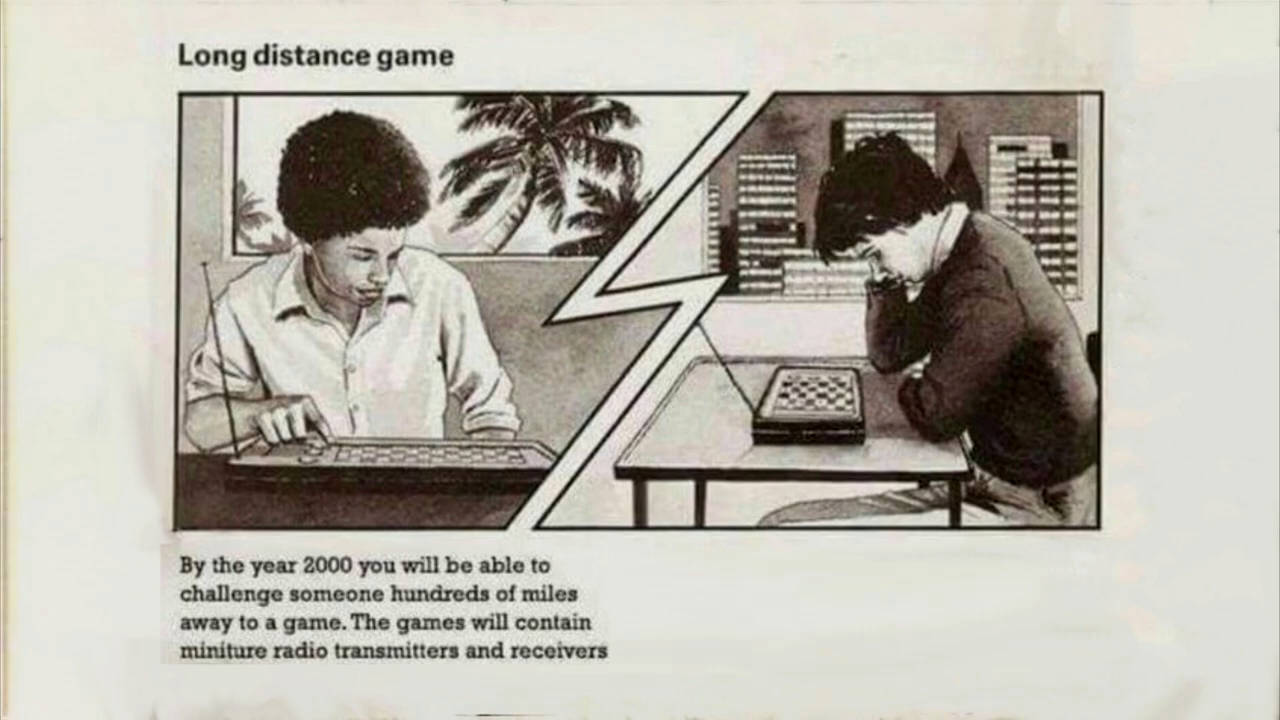 Long distance game
By the year 2000 you will be able to
challenge someone hundreds of miles
away to a game. The games will contain
miniture radio transmitters and receivers